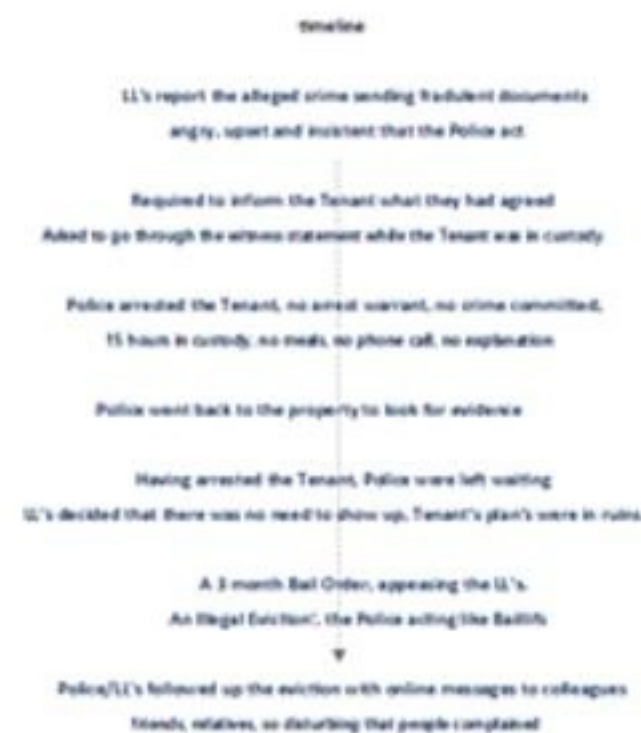 timeline
LL's report the alleged crime sending fradulent documents
angry, upset and insistent that the Police act
Required to inform the Tenant what they had agreed
Asked to go through the witness statement while the Tenant was in custody
Police arrested the Tenant, no arrest warrant, no crime committed,
15 hours in custody, no meals, no phone call, no explanation
Police went back to the property to look for evidence
Having arrested the Tenant, Police were left waiting
LL's decided that there was no need to show up, Tenant's plan's were in ruins.
A 3 month Bail Order, appeasing the LL's.
An Illegal Eviction', the Police acting like Bailifs
Police/LL's followed up the eviction with online messages to colleagues
friends, relatives, so disturbing that people complained